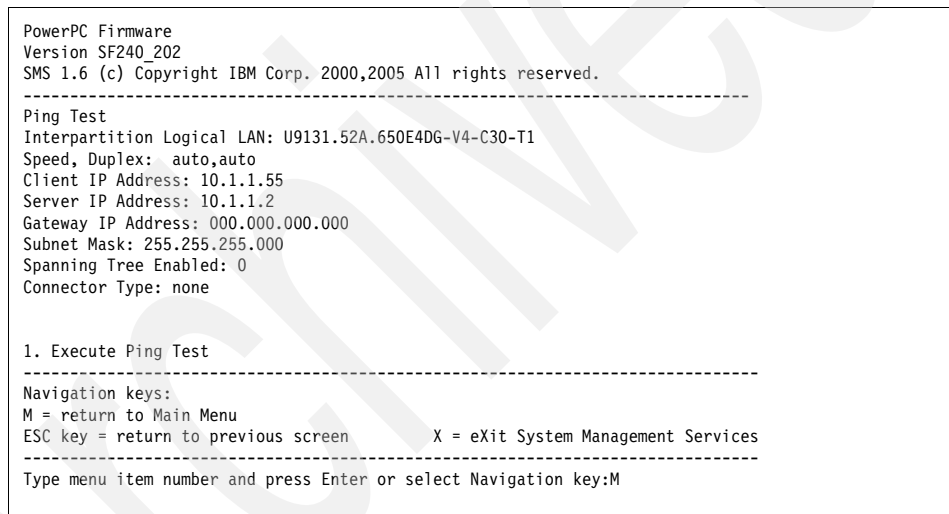 PowerPC Firmware
Version SF240_202
SMS 1.6 (c) Copyright IBM Corp. 2000,2005 All rights reserved.
-------------------------------------------------------------------------------
Ping Test
Interpartition Logical LAN: U9131.52A.650E4DG-V4-C30-T1
Speed, Duplex:  auto,auto
Client IP Address: 10.1.1.55
Server IP Address: 10.1.1.2
Gateway IP Address: 000.000.000.000
Subnet Mask: 255.255.255.000
Spanning Tree Enabled: 0
Connector Type: none
1. Execute Ping Test
--------------------------------------------------------------------------------
Navigation keys:
M = return to Main Menu
ESC key = return to previous screen         X = eXit System Management Services
--------------------------------------------------------------------------------
Type menu item number and press Enter or select Navigation key:M